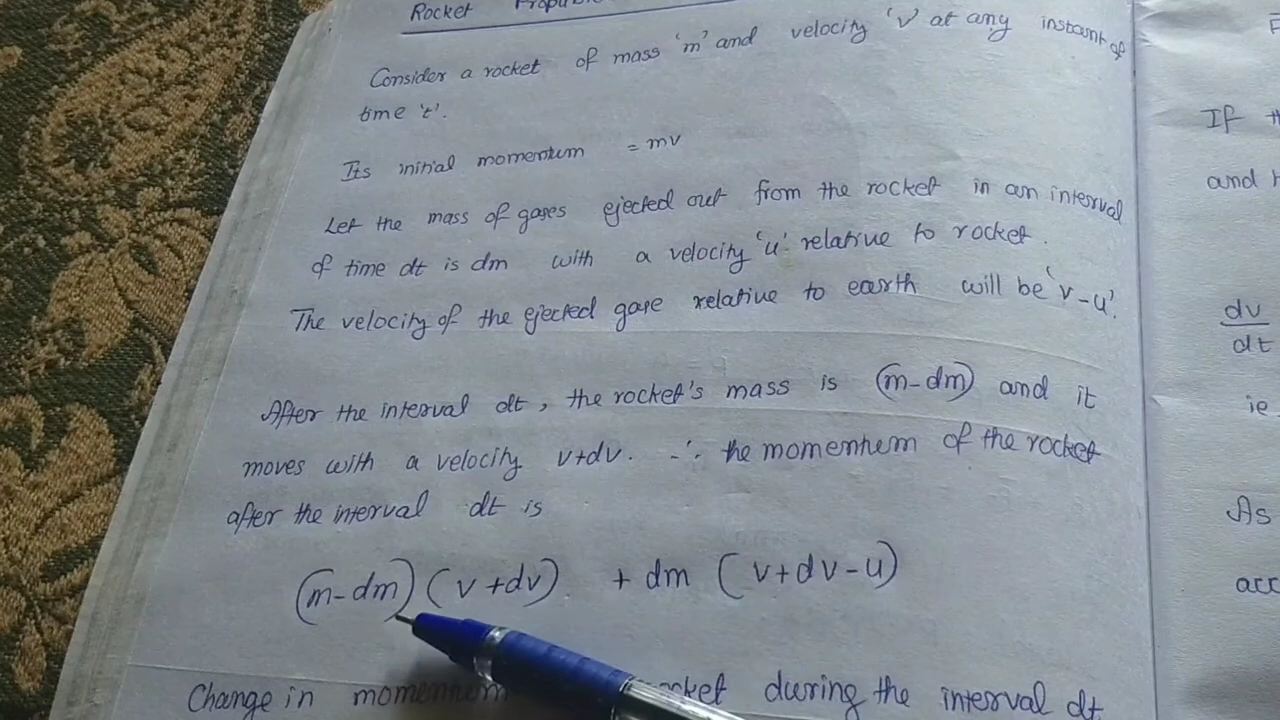 Rocket
Consider a rocket of mass 'm' and velocity 'v' at any instant of
time 't'.
Its initial momentum = mv
Let the mass of gases ejected out from the rocket in an interval
of time dt is dm with a velocity 'u' relative to rocket.
The velocity of the ejected gase relative to earth will be 'v-u'.
After the interval dt, the rocket's mass is (m-dm) and it
moves with a velocity v+dv. ∴ the momentum of the rocket
after the interval dt is
(m-dm) (v+dv) + dm (v+dv-u)
Change in momentum rocket during the interval dt
If
and
dv
dt
ie
As